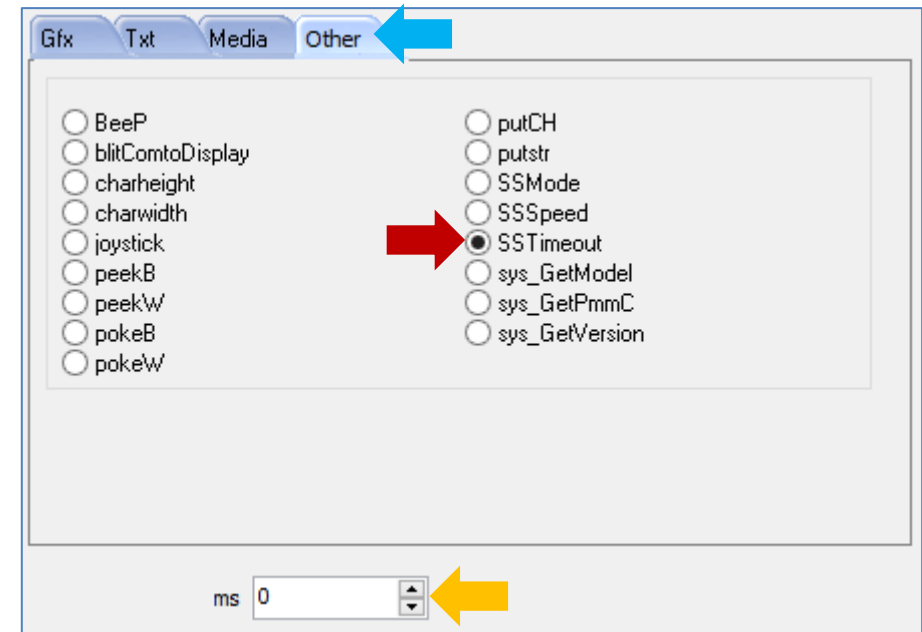 Gfx Txt Media Other
BeeP
blitComtoDisplay
charheight
charwidth
joystick
peekB
peekW
pokeB
pokeW
putCH
putstr
SSMode
SSSpeed
SSTimeout
sys_GetModel
sys_GetPmmC
sys_GetVersion
ms 0